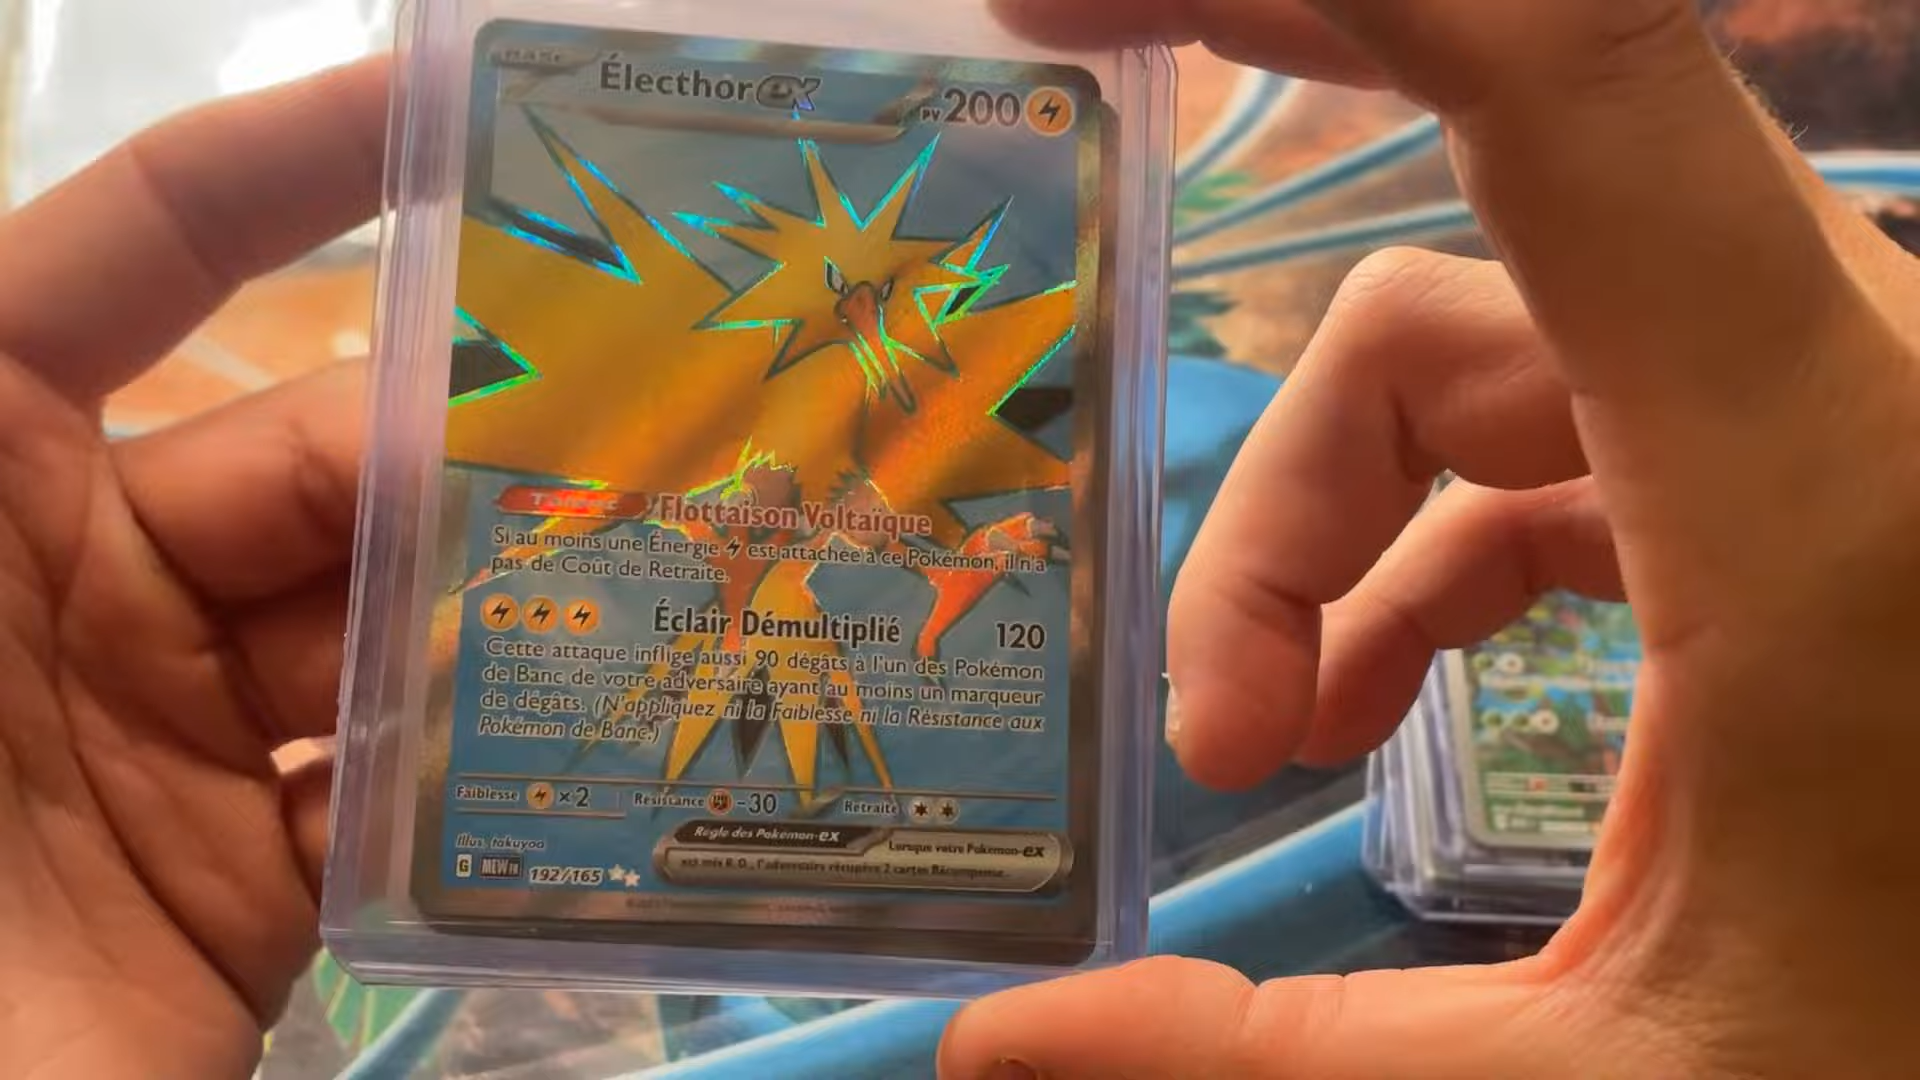 BASE
Électhor ex
PV 200
Talent Flottaison Voltaïque
Si au moins une Énergie est attachée à ce Pokémon, il n'a
pas de Coût de Retraite.
Éclair Démultiplié 120
Cette attaque inflige aussi 90 dégâts à l'un des Pokémon
de Banc de votre adversaire ayant au moins un marqueur
de dégâts. (N'appliquez ni la Faiblesse ni la Résistance aux
Pokémon de Banc.)
Faiblesse ×2 Résistance -30 Retraite
Illus. takuyoa
Règle des Pokémon-ex Lorsque votre Pokémon-ex
est mis K.O., l'adversaire récupère 2 cartes Récompense.
G MEW FR 192/165